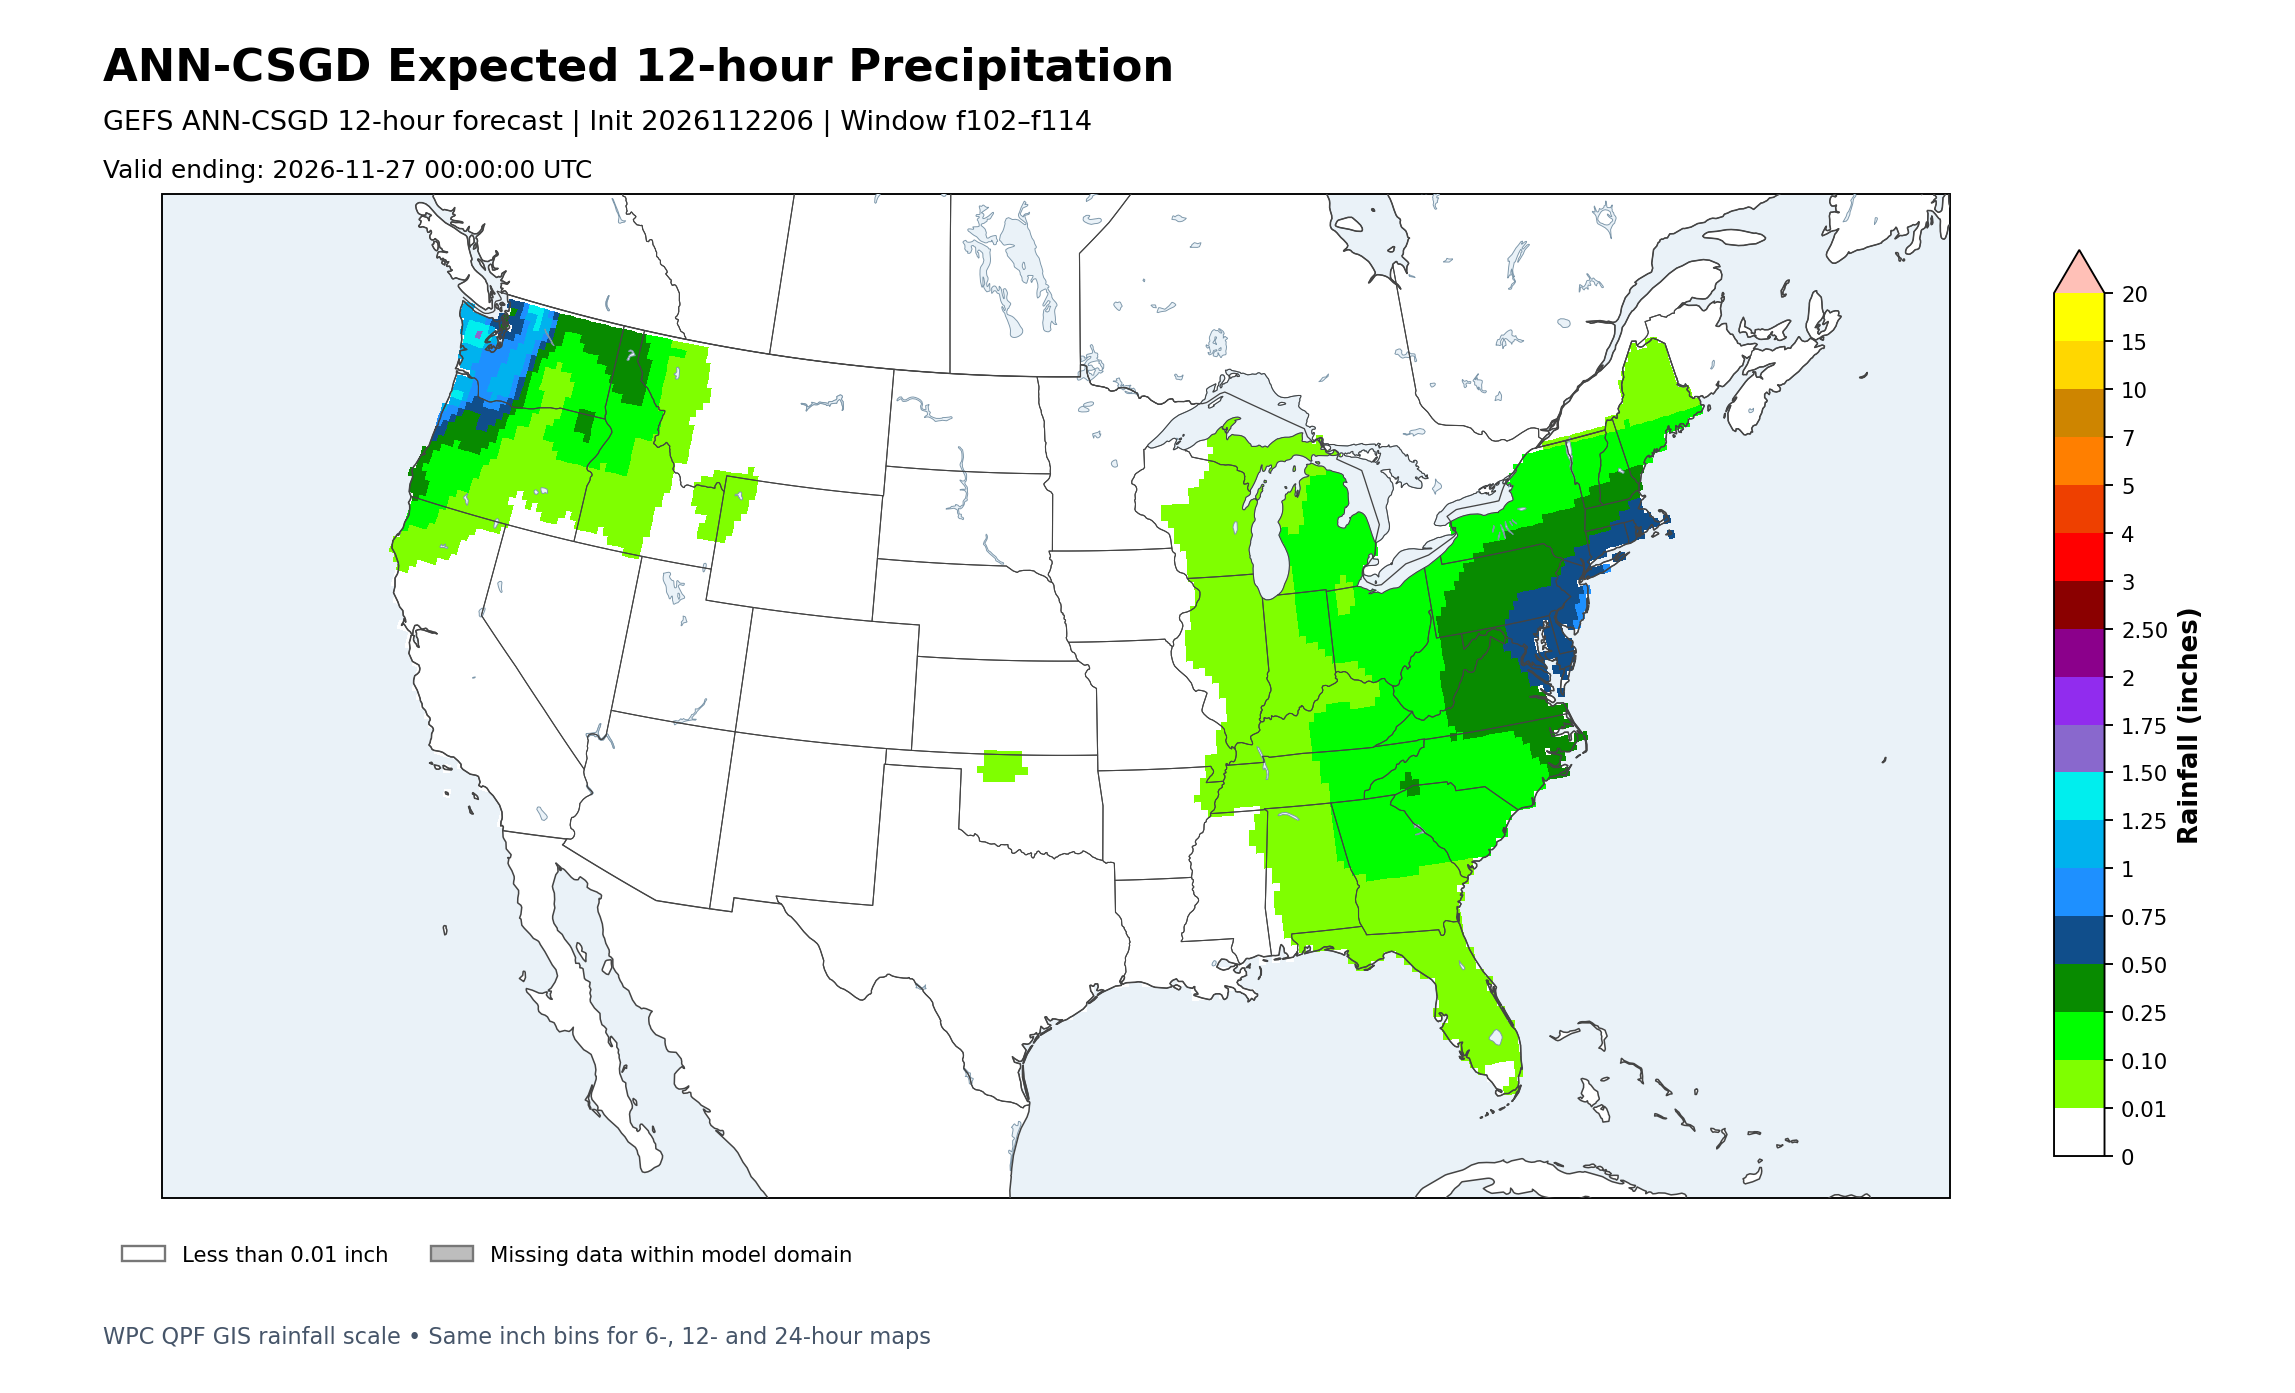 ANN-CSGD Expected 12-hour Precipitation
GEFS ANN-CSGD 12-hour forecast | Init 2026112206 | Window f102–f114
Valid ending: 2026-11-27 00:00:00 UTC
20
15
10
7
5
4
3
2.50
2
1.75
1.50
1.25
1
0.75
0.50
0.25
0.10
0.01
0
Rainfall (inches)
Less than 0.01 inch
Missing data within model domain
WPC QPF GIS rainfall scale • Same inch bins for 6-, 12- and 24-hour maps